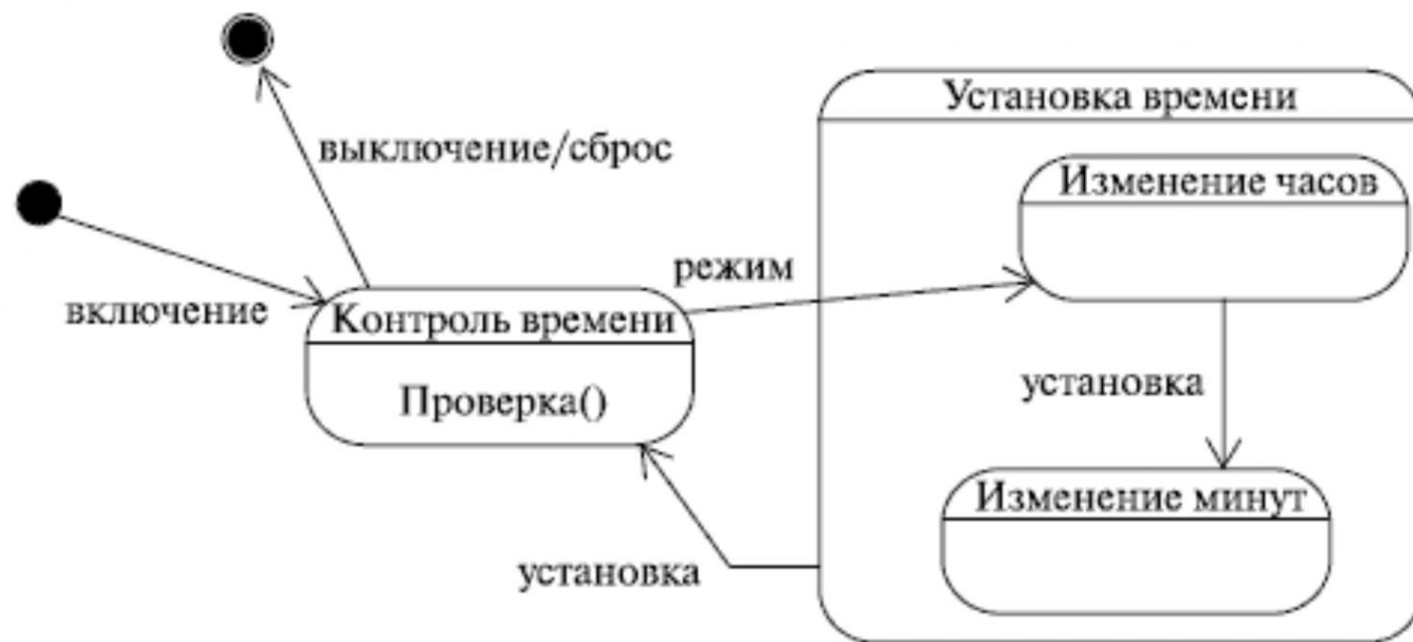 Установка времени
выключение/сброс
Изменение часов
режим
включение
Контроль времени
установка
Проверка()
Изменение минут
установка